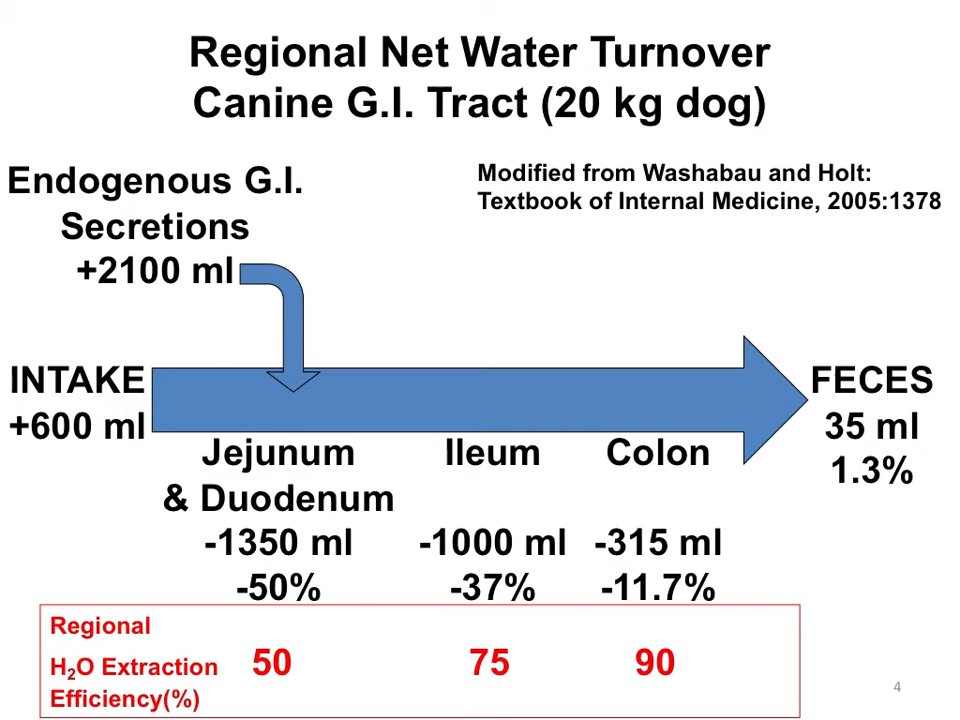 Regional Net Water Turnover
Canine G.I. Tract (20 kg dog)
Endogenous G.I.
Secretions
+2100 ml
Modified from Washabau and Holt:
Textbook of Internal Medicine, 2005:1378
INTAKE
+600 ml
FECES
35 ml
1.3%
Jejunum
& Duodenum
-1350 ml
-50%
Ileum
-1000 ml
-37%
Colon
-315 ml
-11.7%
Regional
H₂O Extraction
Efficiency(%)
50 75 90
4